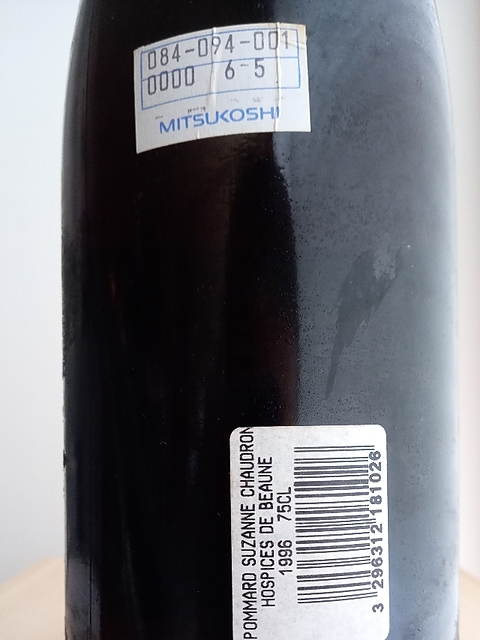 084-094-001
0000 6-5
MITSUKOSHI
POMMARD SUZANNE CHAUDRON
HOSPICES DE BEAUNE
1996 75CL
3 296312 181026